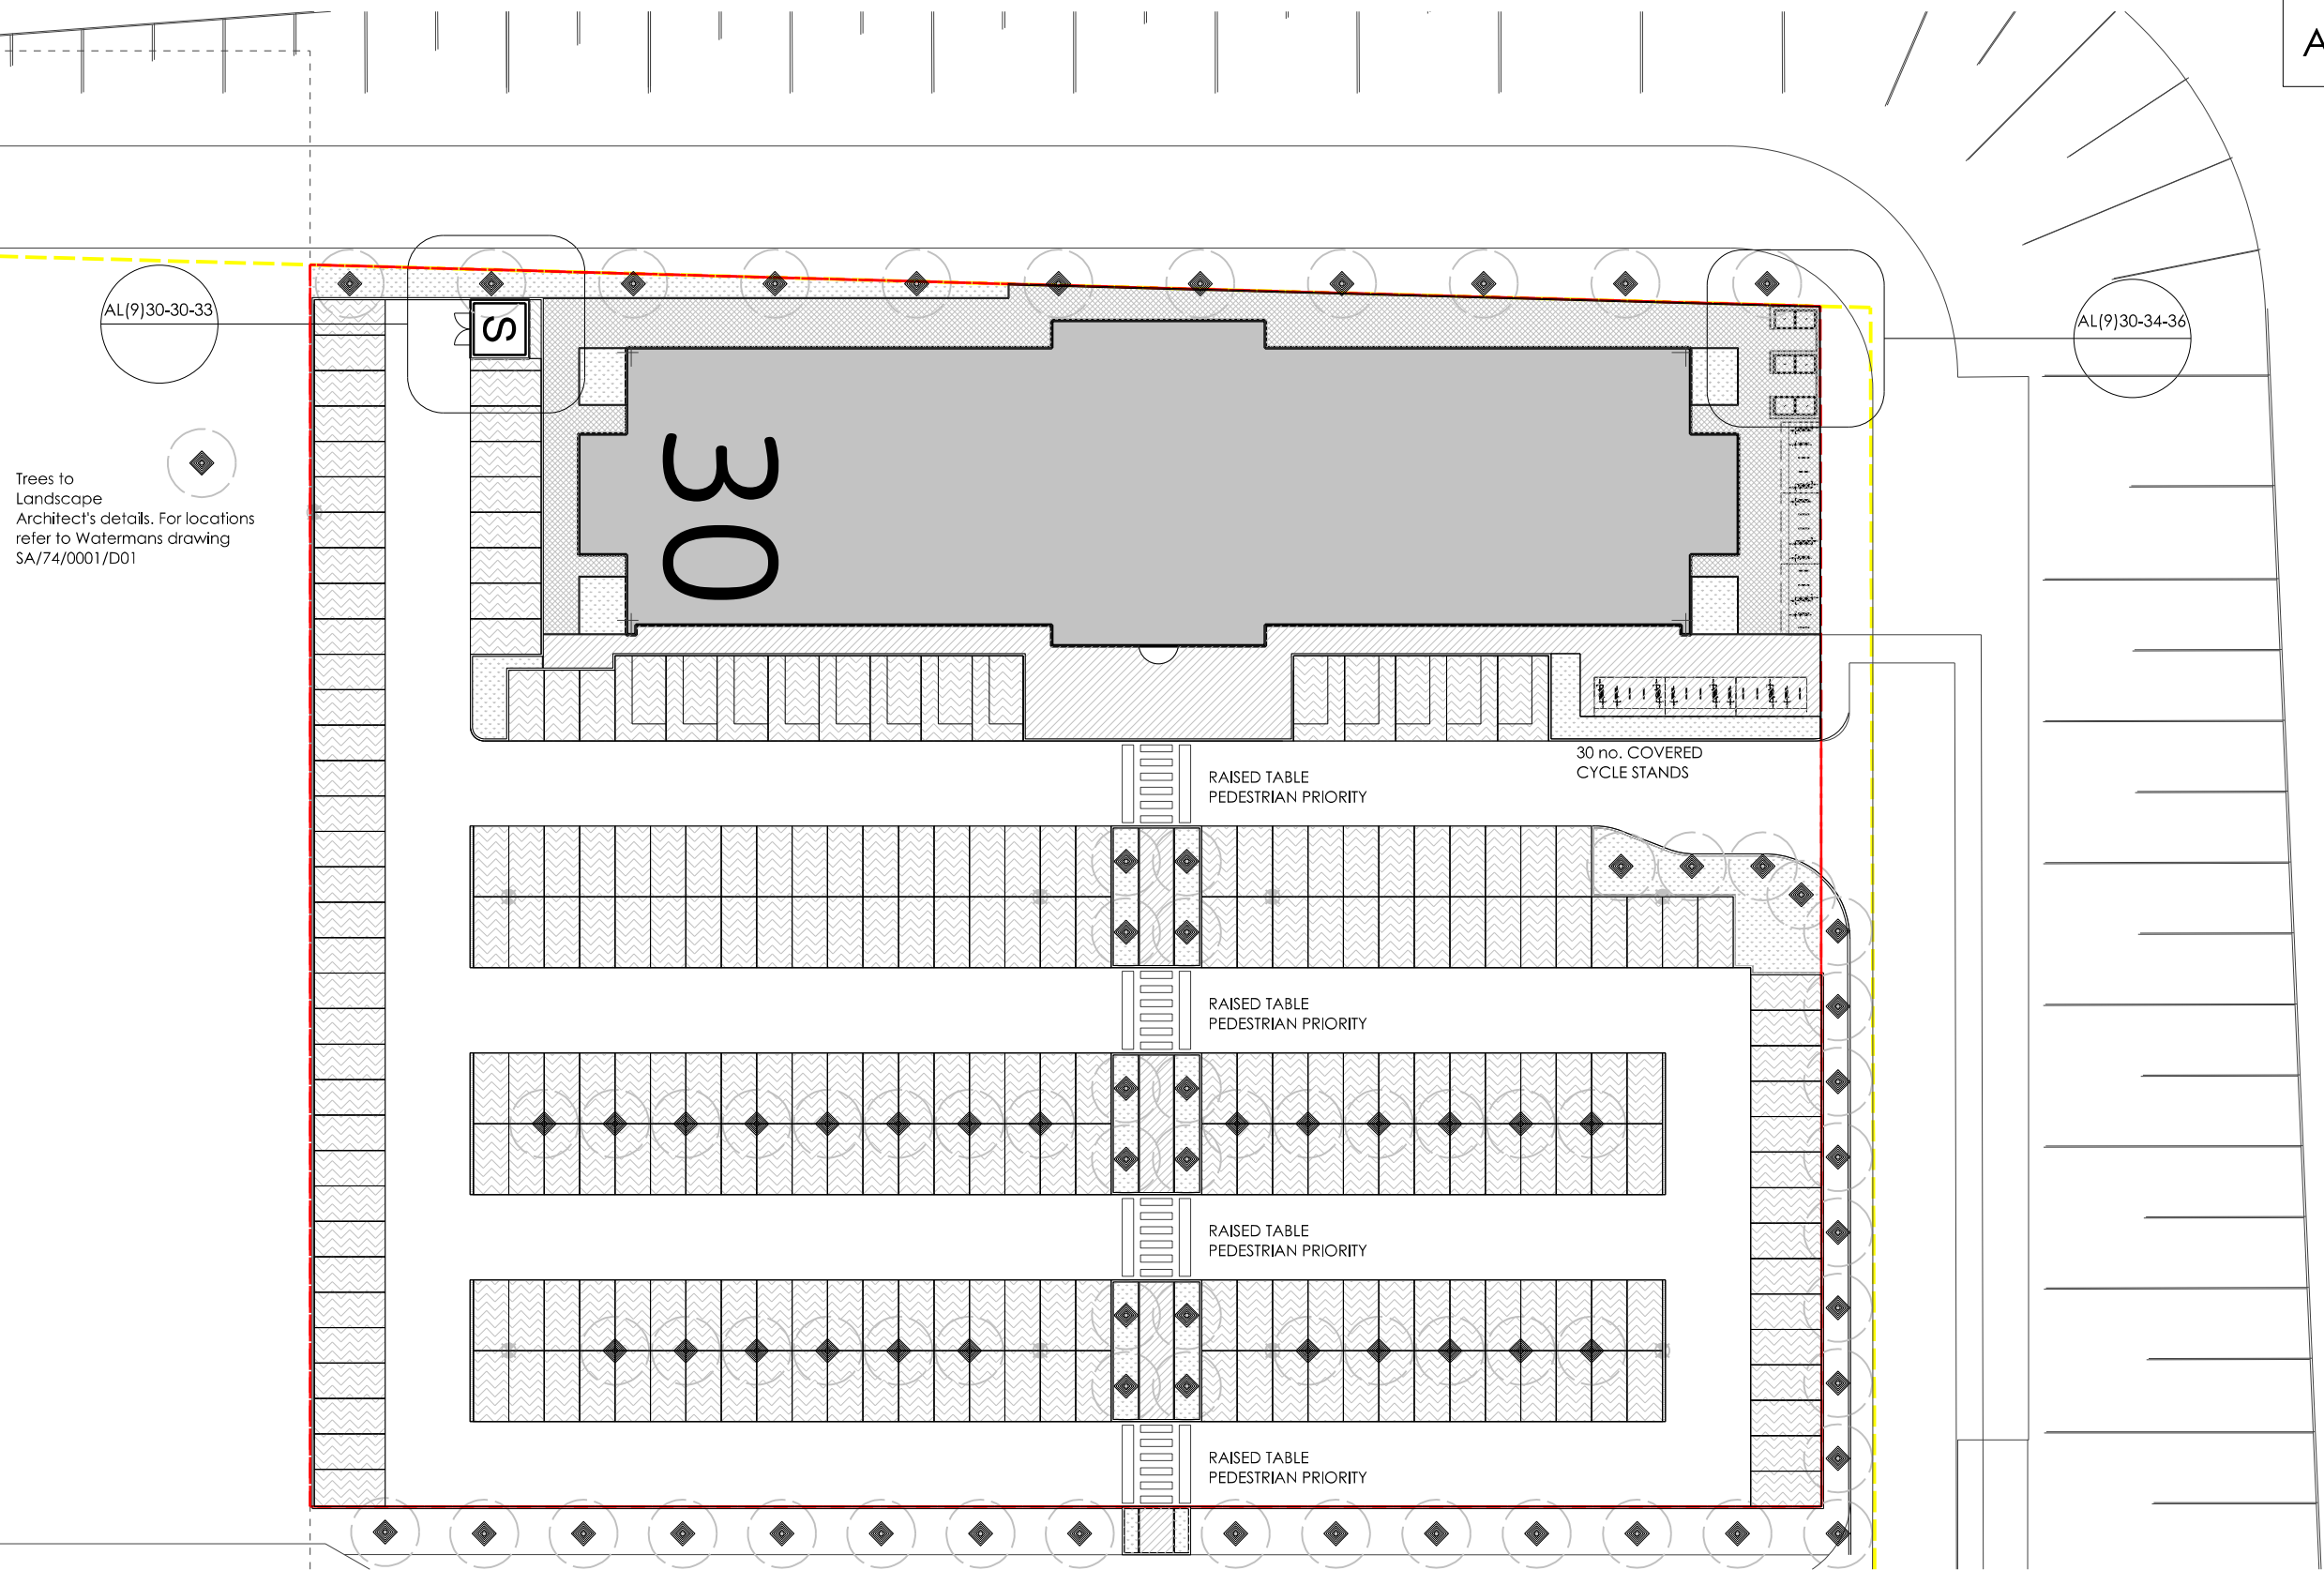 A
AL(9)30-30-33
S
AL(9)30-34-36
30
Trees to
Landscape
Architect's details. For locations
refer to Watermans drawing
SA/74/0001/D01
30 no. COVERED
CYCLE STANDS
RAISED TABLE
PEDESTRIAN PRIORITY
RAISED TABLE
PEDESTRIAN PRIORITY
RAISED TABLE
PEDESTRIAN PRIORITY
RAISED TABLE
PEDESTRIAN PRIORITY